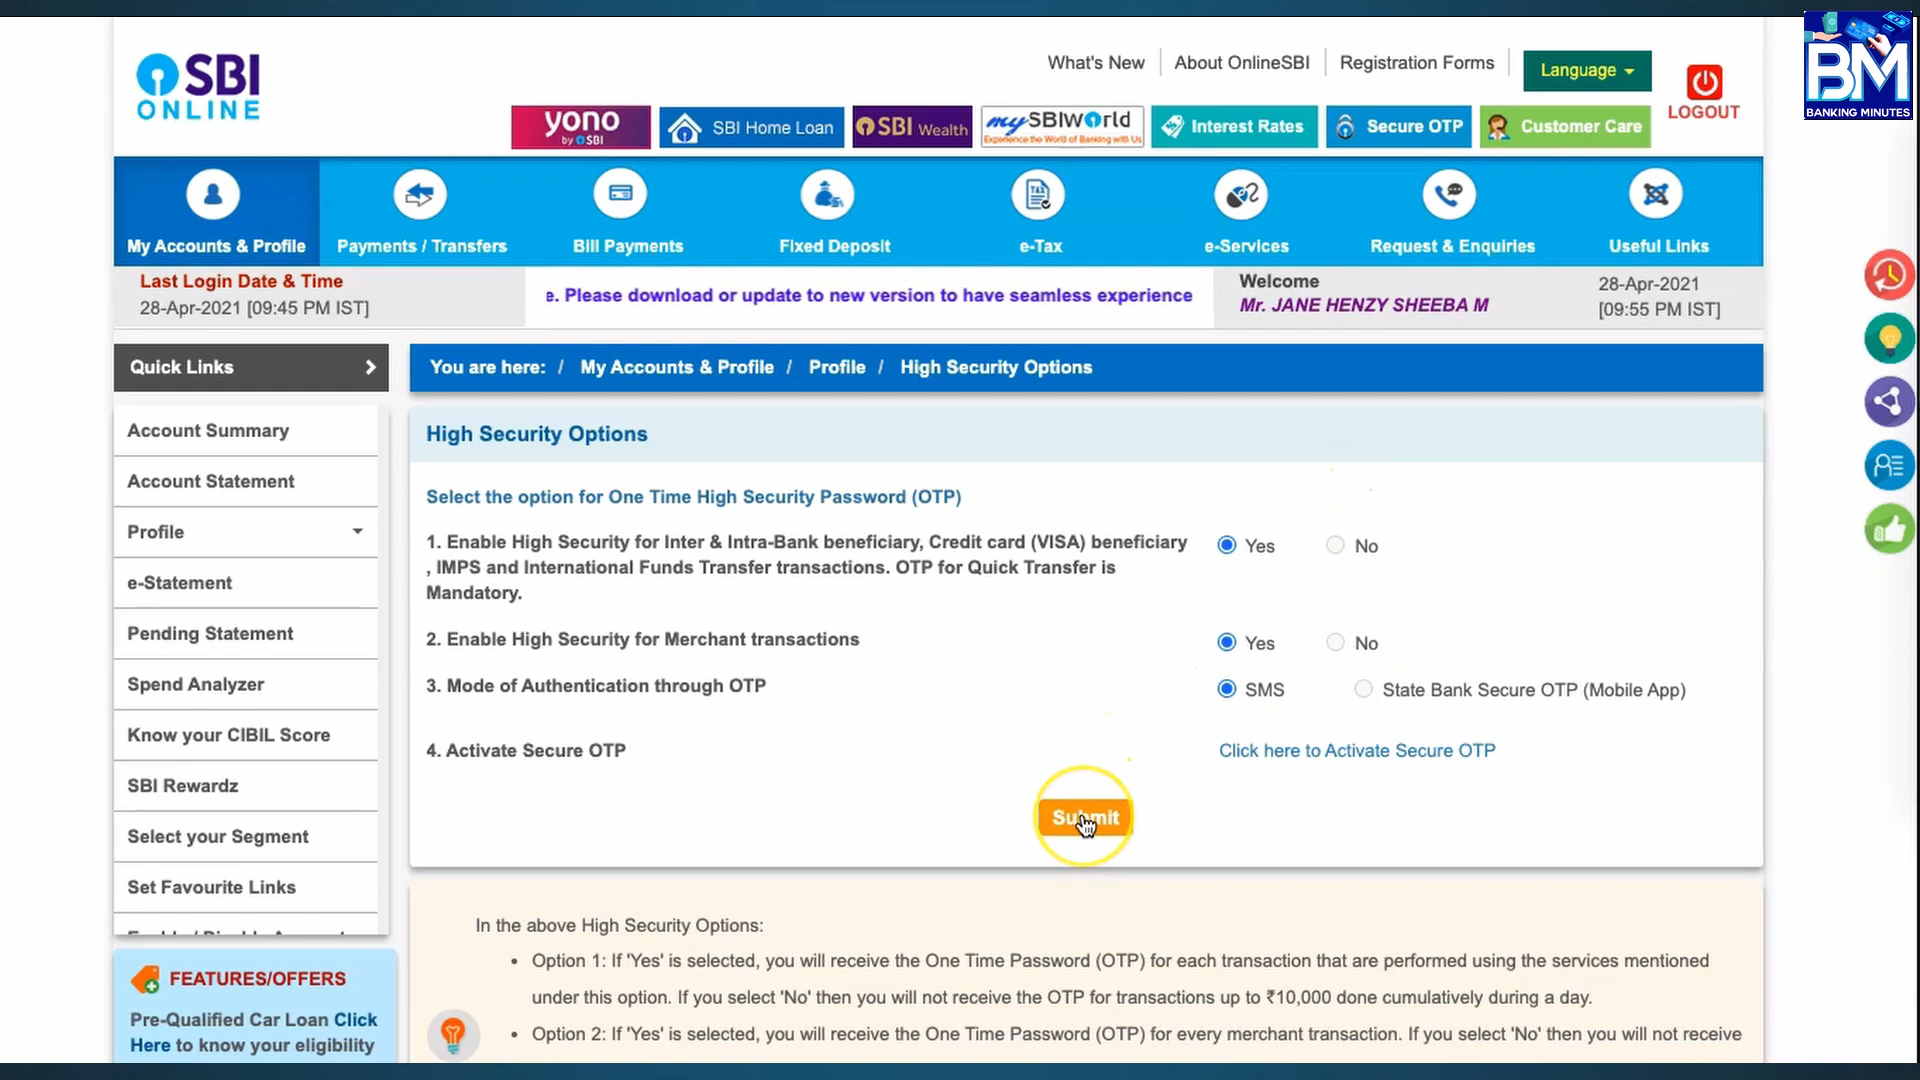 SBI
ONLINE
What's New
About OnlineSBI
Registration Forms
Language
LOGOUT
BM
BANKING MINUTES
yono
by SBI
SBI Home Loan
SBI Wealth
mySBIWorld
Experience the World of Banking with Us
Interest Rates
Secure OTP
Customer Care
My Accounts & Profile
Payments / Transfers
Bill Payments
Fixed Deposit
TAX
e-Tax
e-Services
Request & Enquiries
Useful Links
Last Login Date & Time
28-Apr-2021 [09:45 PM IST]
e. Please download or update to new version to have seamless experience
Welcome
Mr. JANE HENZY SHEEBA M
28-Apr-2021
[09:55 PM IST]
Quick Links
You are here: / My Accounts & Profile / Profile / High Security Options
Account Summary
Account Statement
Profile
e-Statement
Pending Statement
Spend Analyzer
Know your CIBIL Score
SBI Rewardz
Select your Segment
Set Favourite Links
High Security Options
Select the option for One Time High Security Password (OTP)
1. Enable High Security for Inter & Intra-Bank beneficiary, Credit card (VISA) beneficiary
, IMPS and International Funds Transfer transactions. OTP for Quick Transfer is
Mandatory.
Yes No
2. Enable High Security for Merchant transactions
Yes No
3. Mode of Authentication through OTP
SMS State Bank Secure OTP (Mobile App)
4. Activate Secure OTP
Click here to Activate Secure OTP
Submit
FEATURES/OFFERS
Pre-Qualified Car Loan Click
Here to know your eligibility
In the above High Security Options:
• Option 1: If 'Yes' is selected, you will receive the One Time Password (OTP) for each transaction that are performed using the services mentioned
under this option. If you select 'No' then you will not receive the OTP for transactions up to ₹10,000 done cumulatively during a day.
• Option 2: If 'Yes' is selected, you will receive the One Time Password (OTP) for every merchant transaction. If you select 'No' then you will not receive